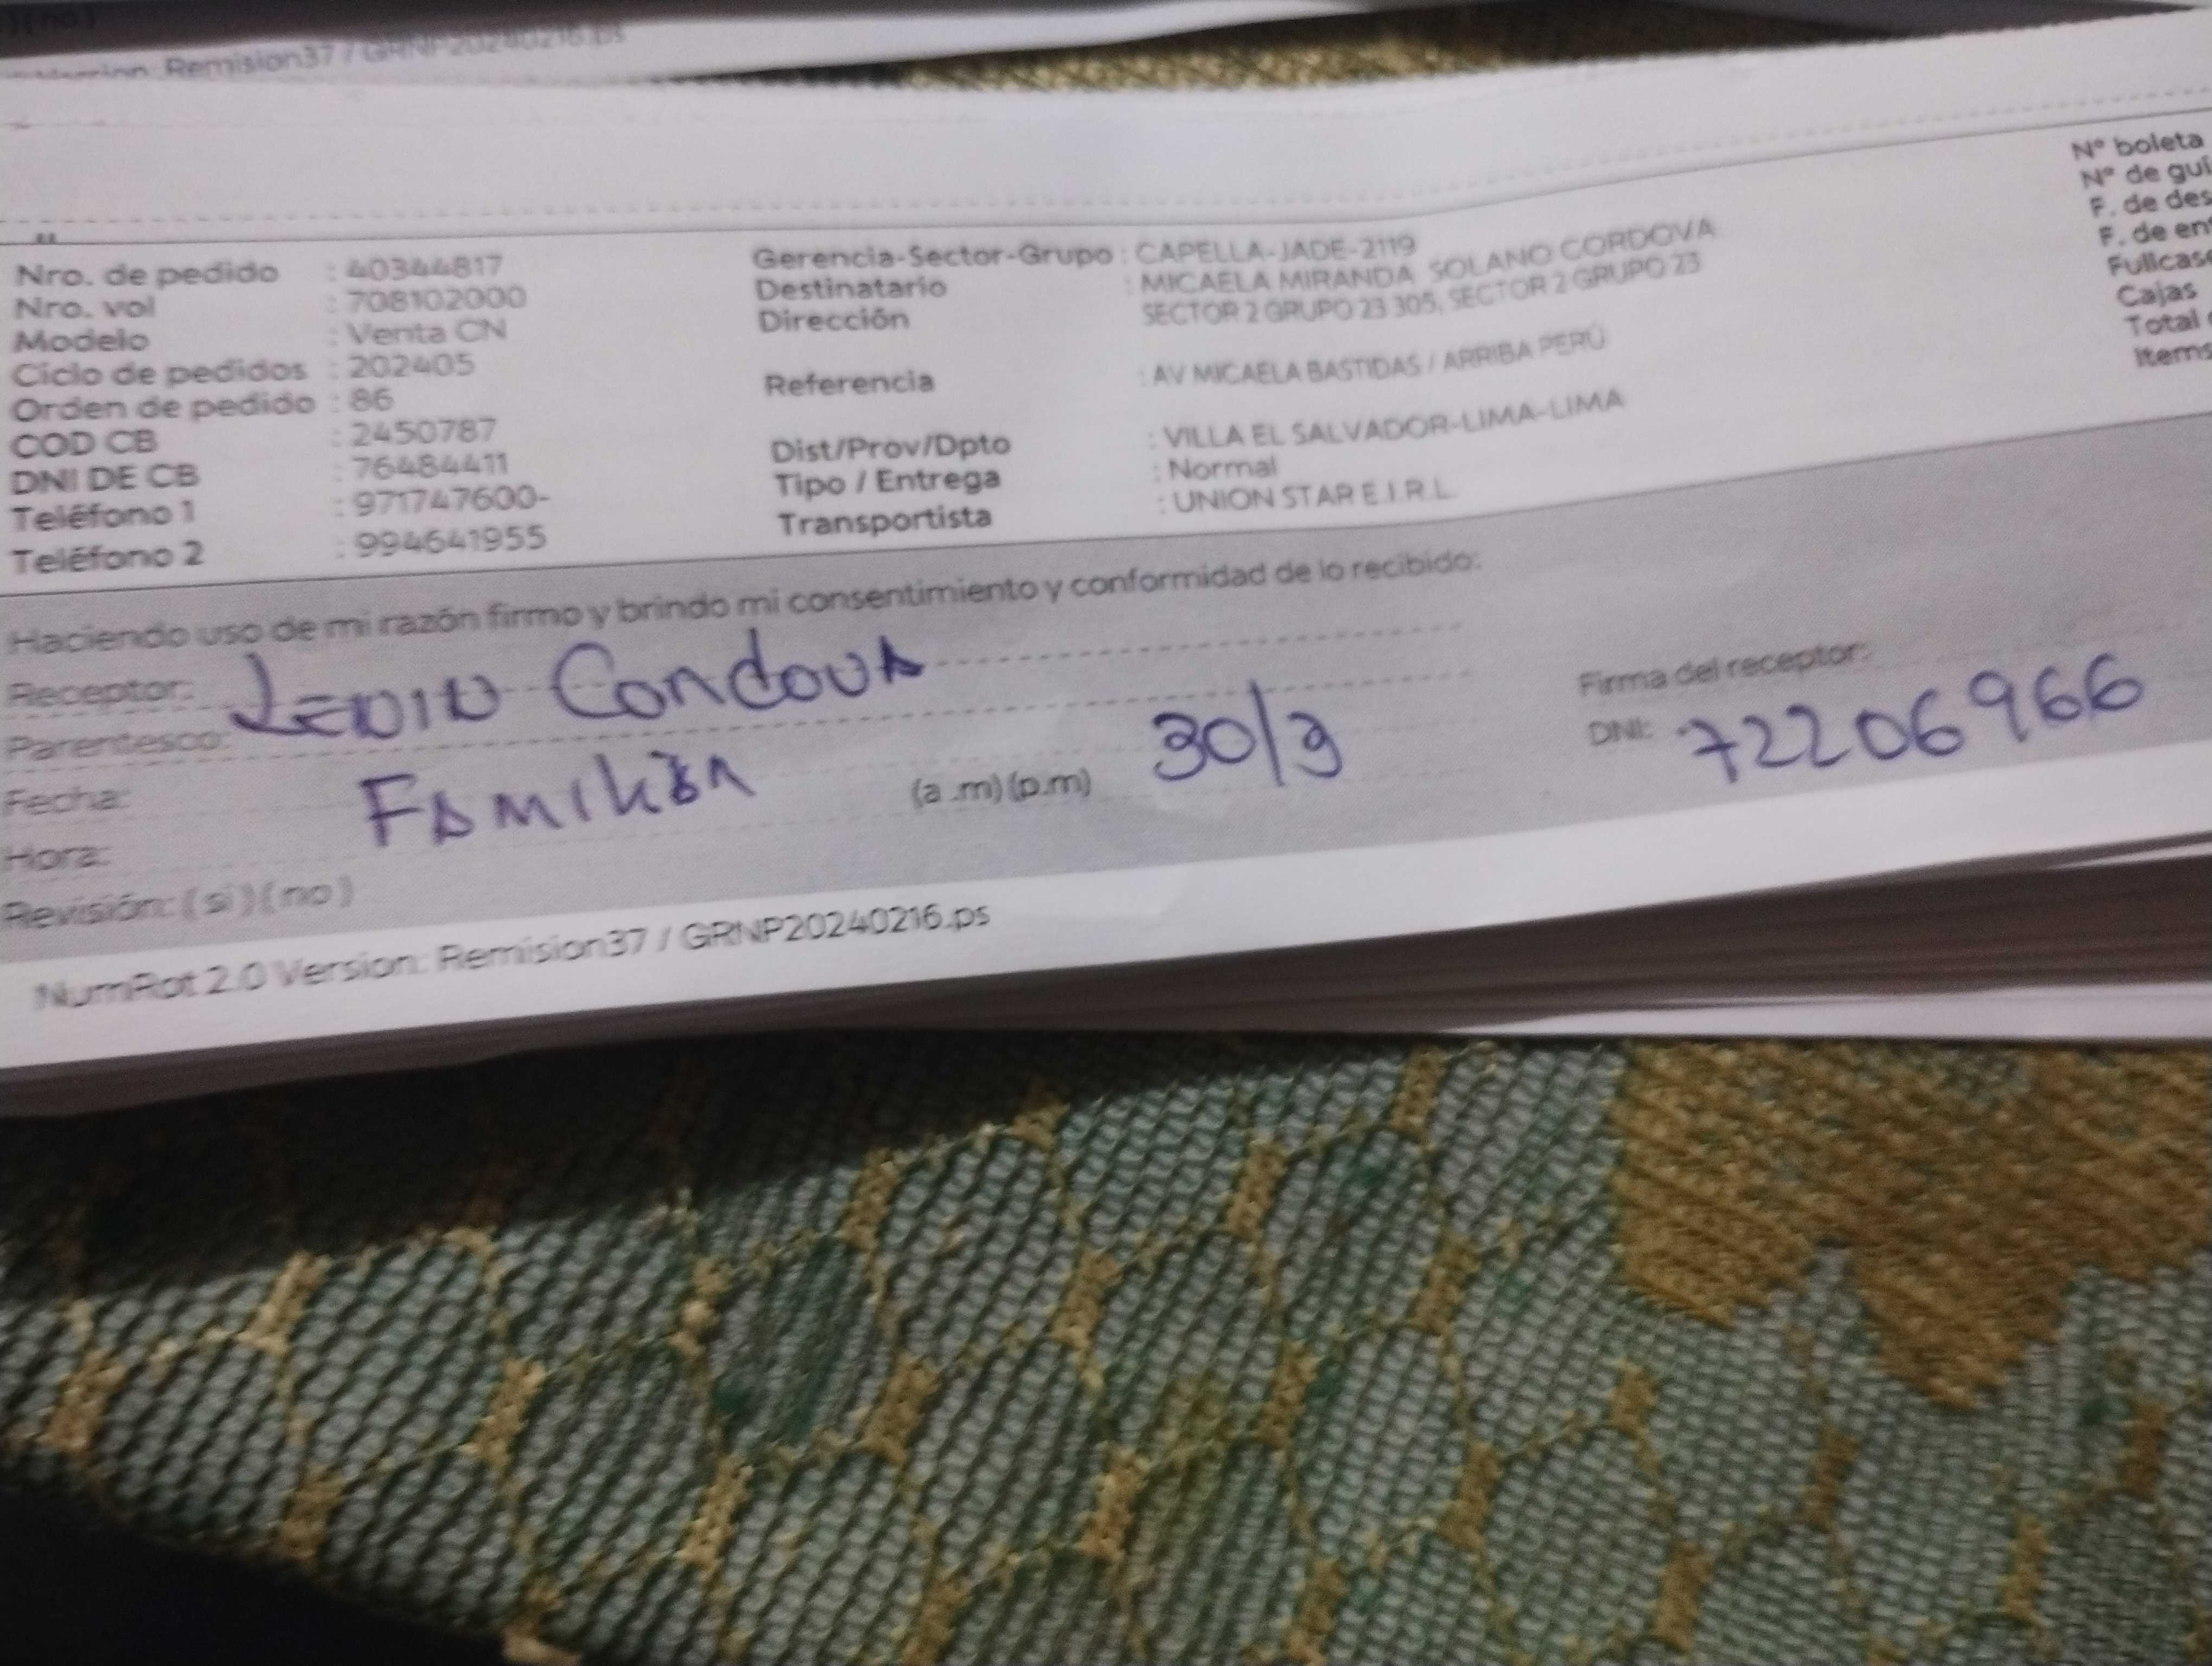 Version: Remision37 / GRNP20240216.ps
Nro. de pedido : 40344817
Nro. vol : 708102000
Modelo : Venta CN
Ciclo de pedidos : 202405
Orden de pedido : 86
COD CB : 2450787
DNI DE CB : 76484411
Teléfono 1 : 971747600-
Teléfono 2 : 994641955
Gerencia-Sector-Grupo : CAPELLA-JADE-2119
Destinatario : MICAELA MIRANDA SOLANO CORDOVA
Dirección SECTOR 2 GRUPO 23 305, SECTOR 2 GRUPO 23
Referencia : AV MICAELA BASTIDAS / ARRIBA PERÚ
Dist/Prov/Dpto : VILLA EL SALVADOR-LIMA-LIMA
Tipo / Entrega : Normal
Transportista : UNION STAR E.I.R.L.
N° boleta
N° de gui
F. de des
F. de en
Fullcase
Cajas
Total
Items
Haciendo uso de mi razón firmo y brindo mi consentimiento y conformidad de lo recibido:
Receptor: Condova
Parentesco:
Fecha: Familiar (a .m) (p.m) 30/3
Hora:
Revisión: ( si ) ( no )
Firma del receptor:
DNI: 72206966
NumRot 2.0 Version: Remision37 / GRNP20240216.ps